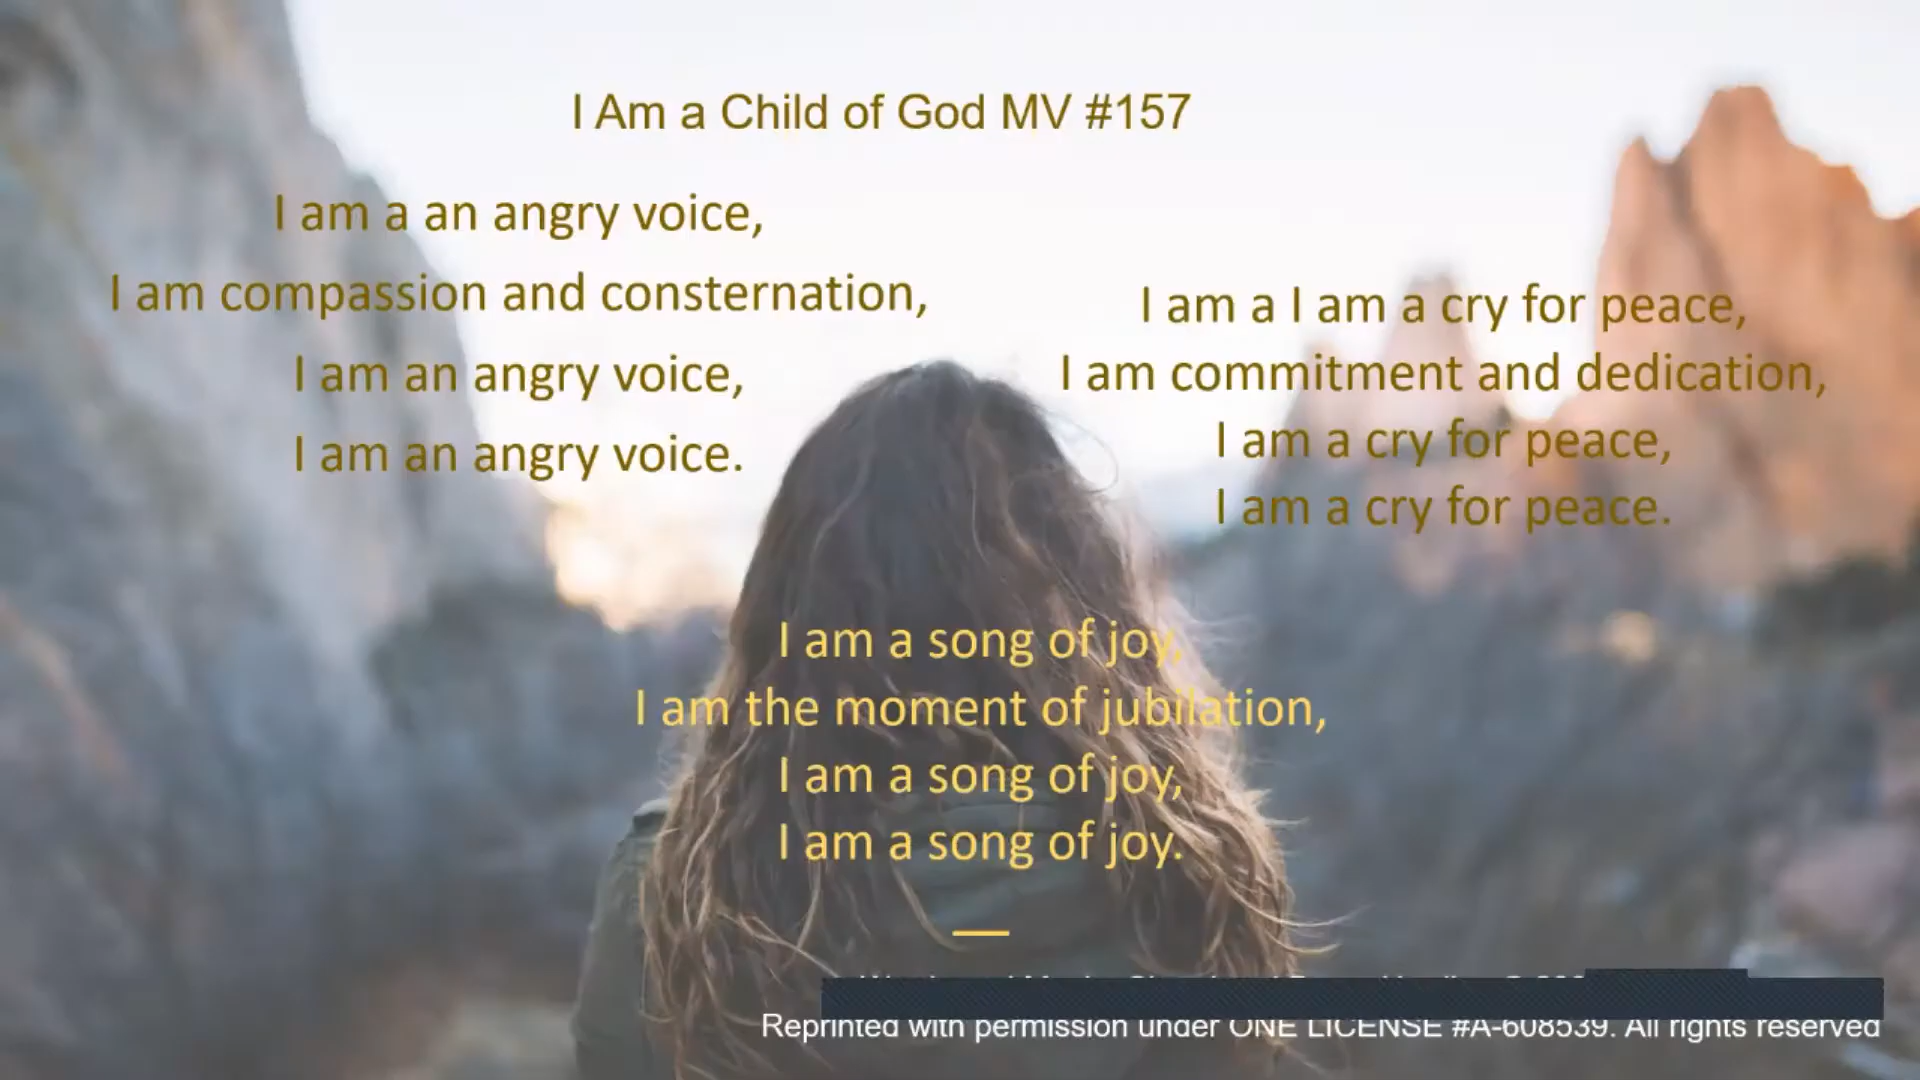 I Am a Child of God MV #157
I am a an angry voice,
I am compassion and consternation,
I am an angry voice,
I am an angry voice.
I am a I am a cry for peace,
I am commitment and dedication,
I am a cry for peace,
I am a cry for peace.
I am a song of joy,
I am the moment of jubilation,
I am a song of joy,
I am a song of joy.
Reprinted with permission under ONE LICENSE #A-608539. All rights reserved